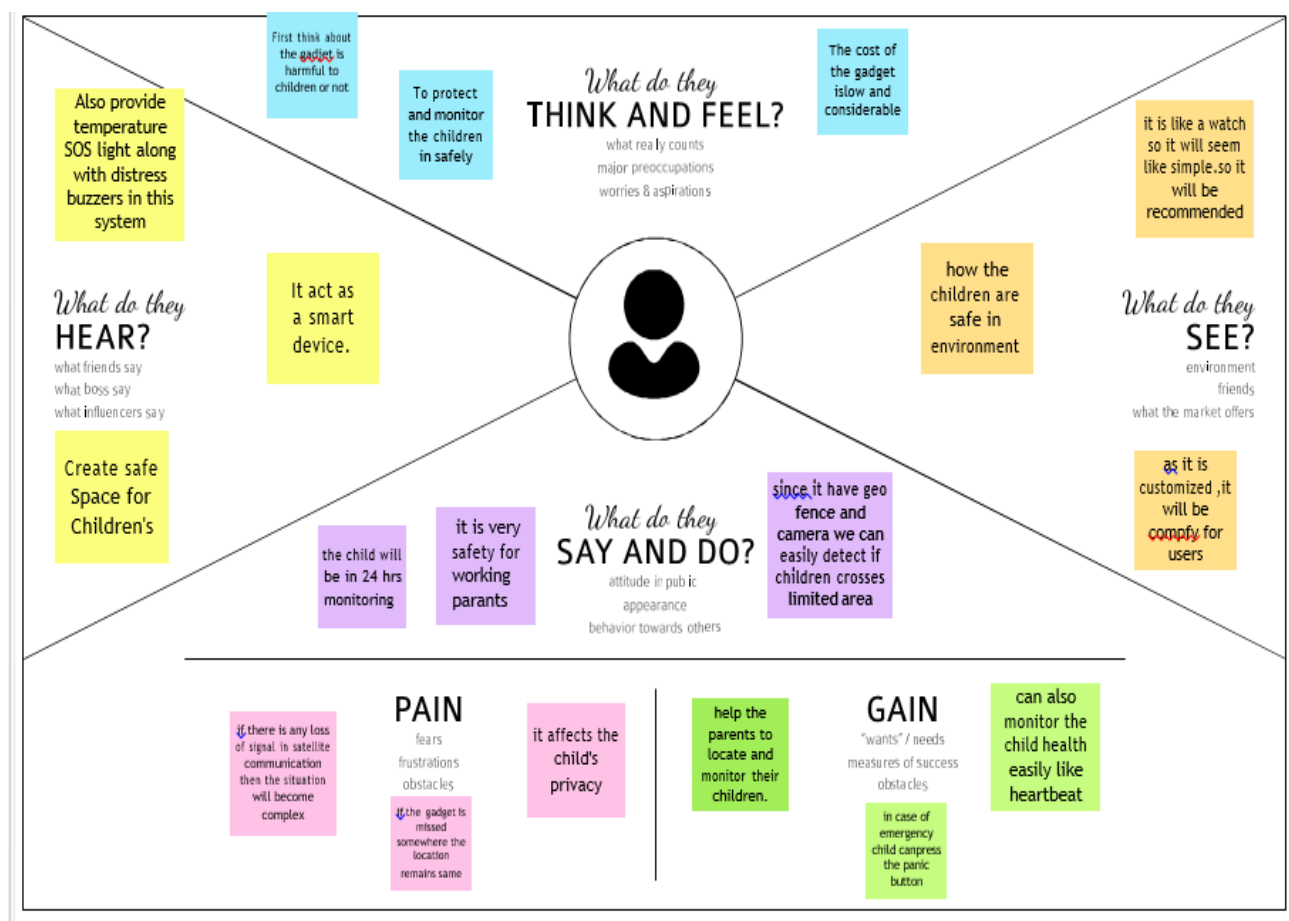 First think about
the gadjet is
harmful to
children or not
To protect
and monitor
the children
in safely
What do they
THINK AND FEEL?
what really counts
major preoccupations
worries & aspirations
The cost of
the gadget
islow and
considerable
Also provide
temperature
SOS light along
with distress
buzzers in this
system
It act as
a smart
device.
What do they
HEAR?
what friends say
what boss say
what influencers say
Create safe
Space for
Children's
it is like a watch
so it will seem
like simple.so it
will be
recommended
how the
children are
safe in
environment
What do they
SEE?
environment
friends
what the market offers
as it is
customized ,it
will be
compfy for
users
the child will
be in 24 hrs
monitoring
it is very
safety for
working
parants
What do they
SAY AND DO?
attitude in public
appearance
behavior towards others
since it have geo
fence and
camera we can
easily detect if
children crosses
limited area
if there is any loss
of signal in satellite
communication
then the situation
will become
complex
PAIN
fears
frustrations
obstacles
if the gadget is
missed
somewhere the
location
remains same
it affects the
child's
privacy
help the
parents to
locate and
monitor their
children.
GAIN
"wants" / needs
measures of success
obstacles
in case of
emergency
child canpress
the panic
button
can also
monitor the
child health
easily like
heartbeat